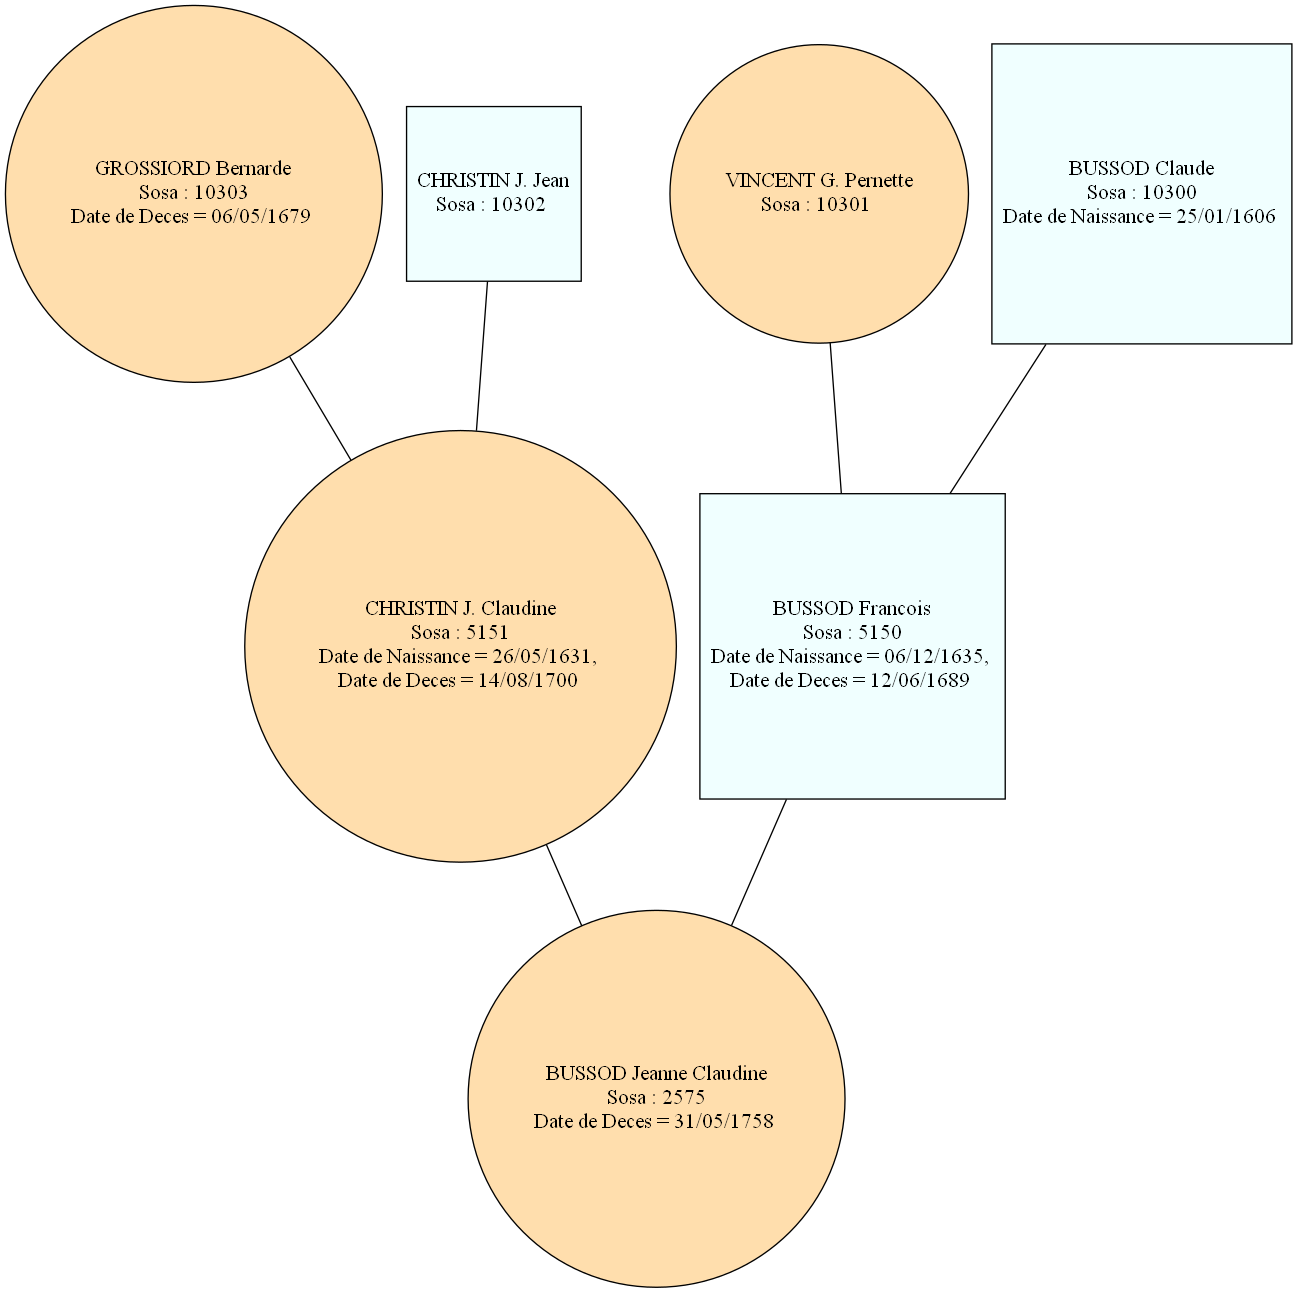 GROSSIORD Bernarde
Sosa : 10303
Date de Deces = 06/05/1679
CHRISTIN J. Jean
Sosa : 10302
VINCENT G. Pernette
Sosa : 10301
BUSSOD Claude
Sosa : 10300
Date de Naissance = 25/01/1606
CHRISTIN J. Claudine
Sosa : 5151
Date de Naissance = 26/05/1631,
Date de Deces = 14/08/1700
BUSSOD Francois
Sosa : 5150
Date de Naissance = 06/12/1635,
Date de Deces = 12/06/1689
BUSSOD Jeanne Claudine
Sosa : 2575
Date de Deces = 31/05/1758